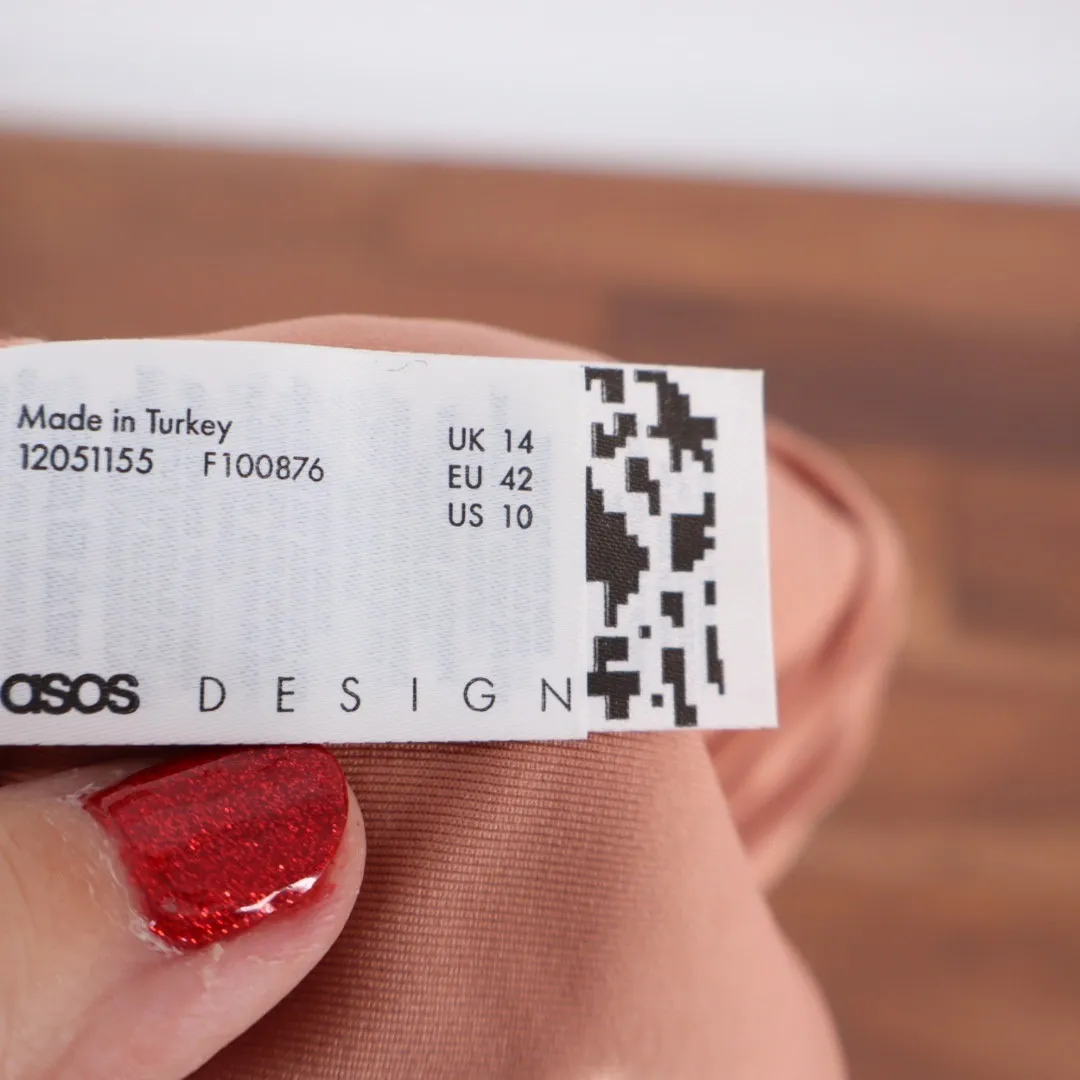 Made in Turkey
12051155 F100876
UK 14
EU 42
US 10
asos DESIGN